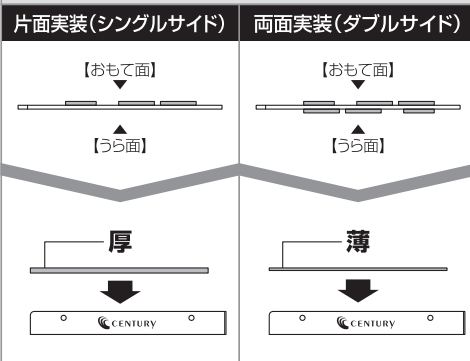 片面実装（シングルサイド）
【おもて面】
【うら面】
厚
CENTURY
両面実装（ダブルサイド）
【おもて面】
【うら面】
薄
CENTURY